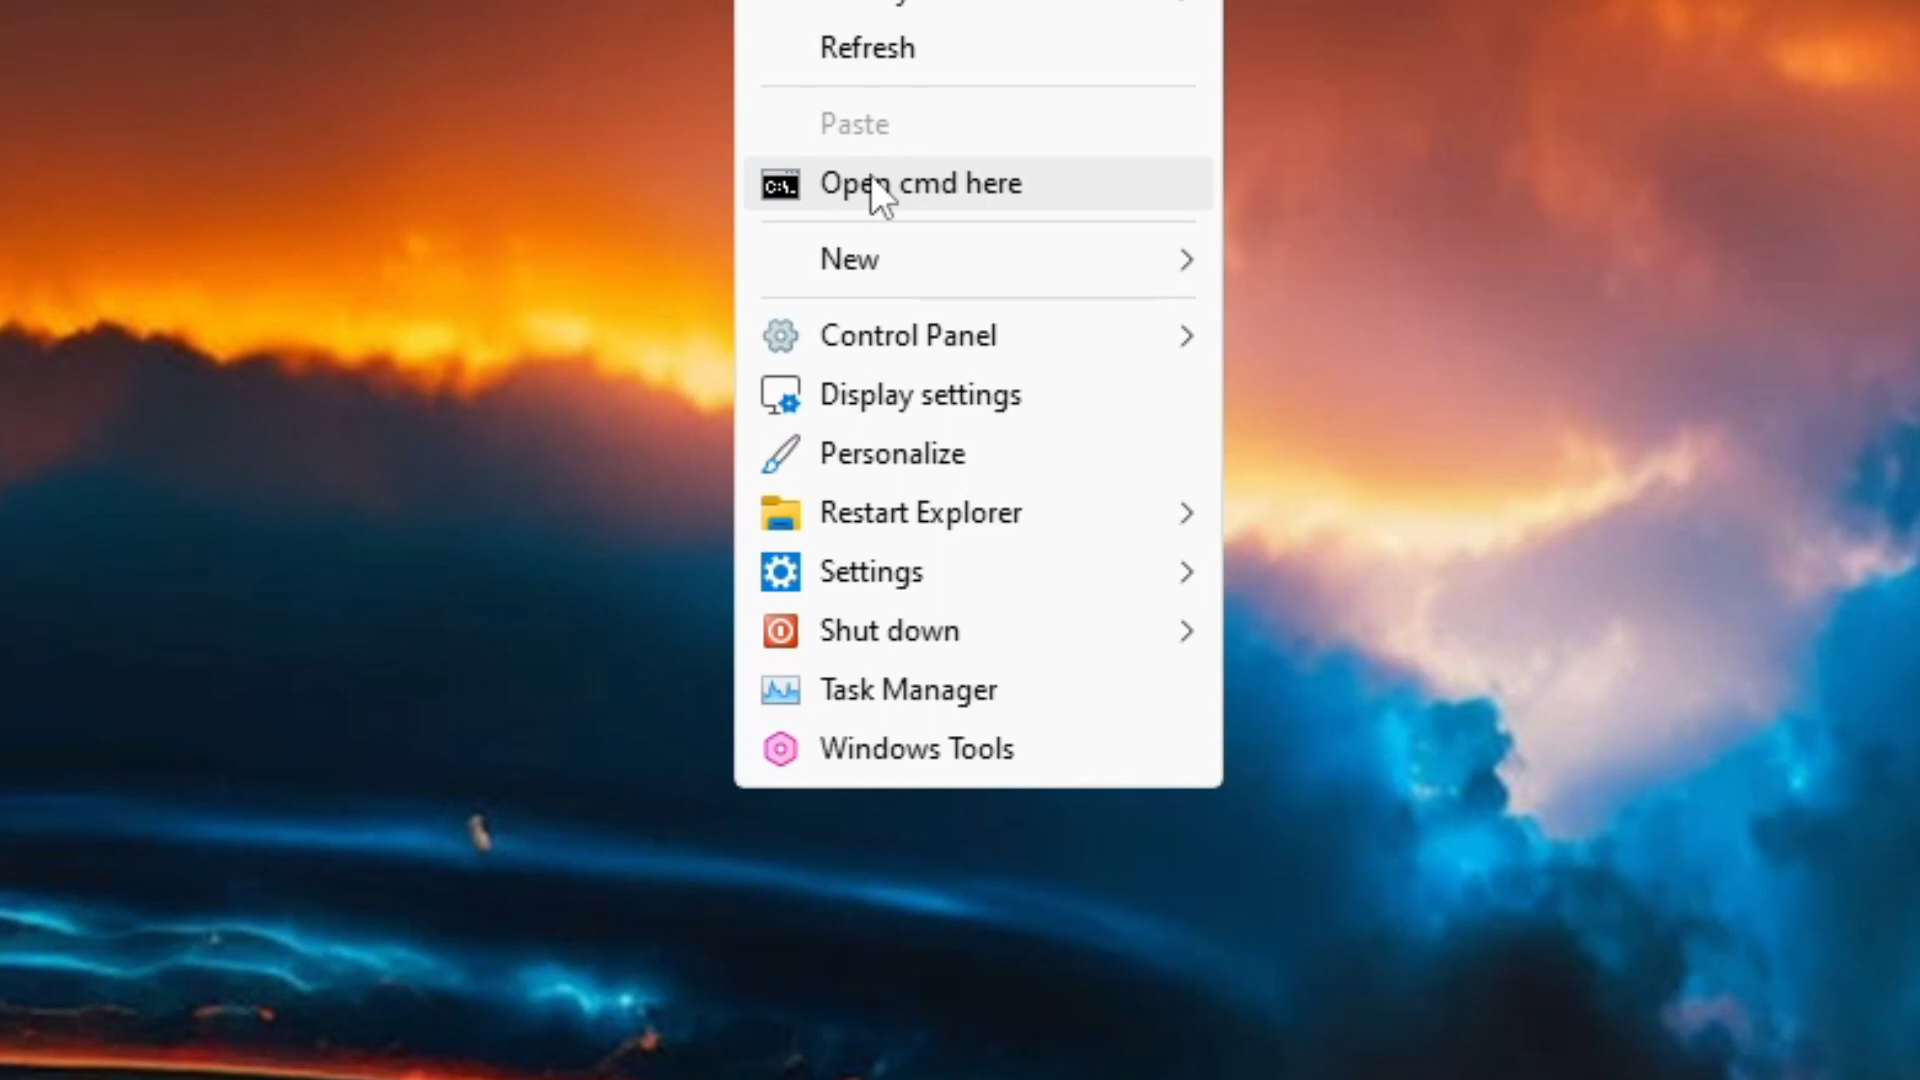 Refresh
Paste
Open cmd here
New
Control Panel
Display settings
Personalize
Restart Explorer
Settings
Shut down
Task Manager
Windows Tools